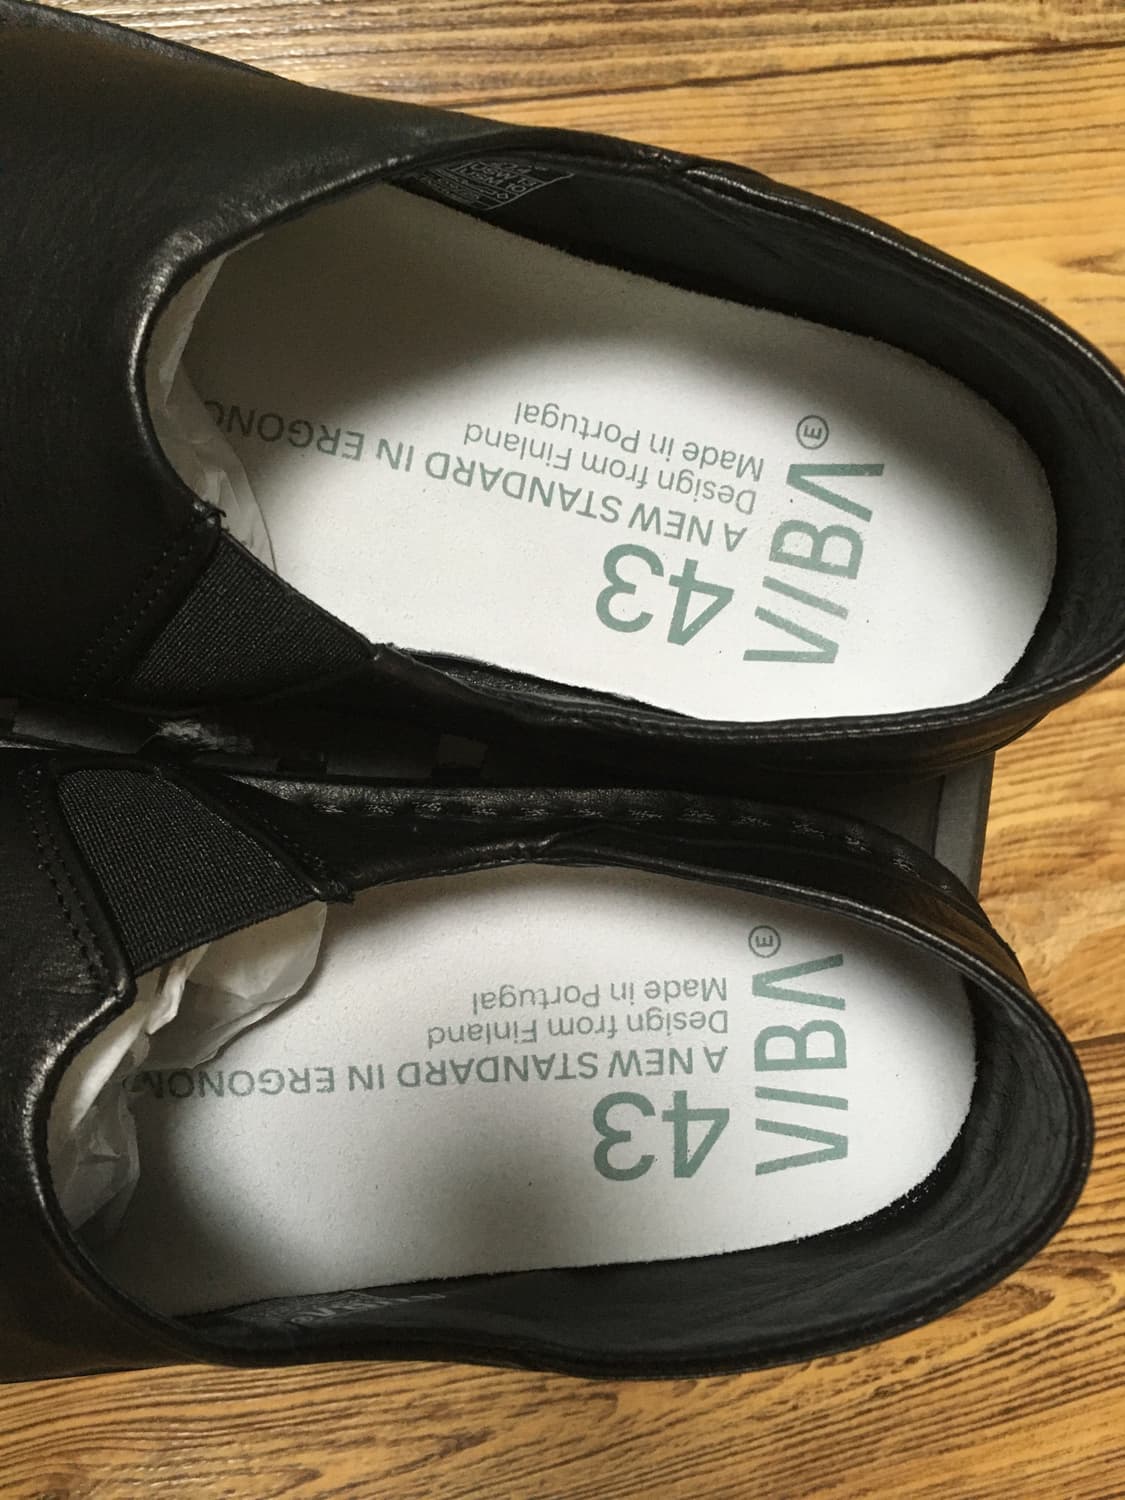 VIBA E
43
A NEW STANDARD IN ERGONO
Design from Finland
Made in Portugal
VIBA E
43
A NEW STANDARD IN ERGONOM
Design from Finland
Made in Portugal